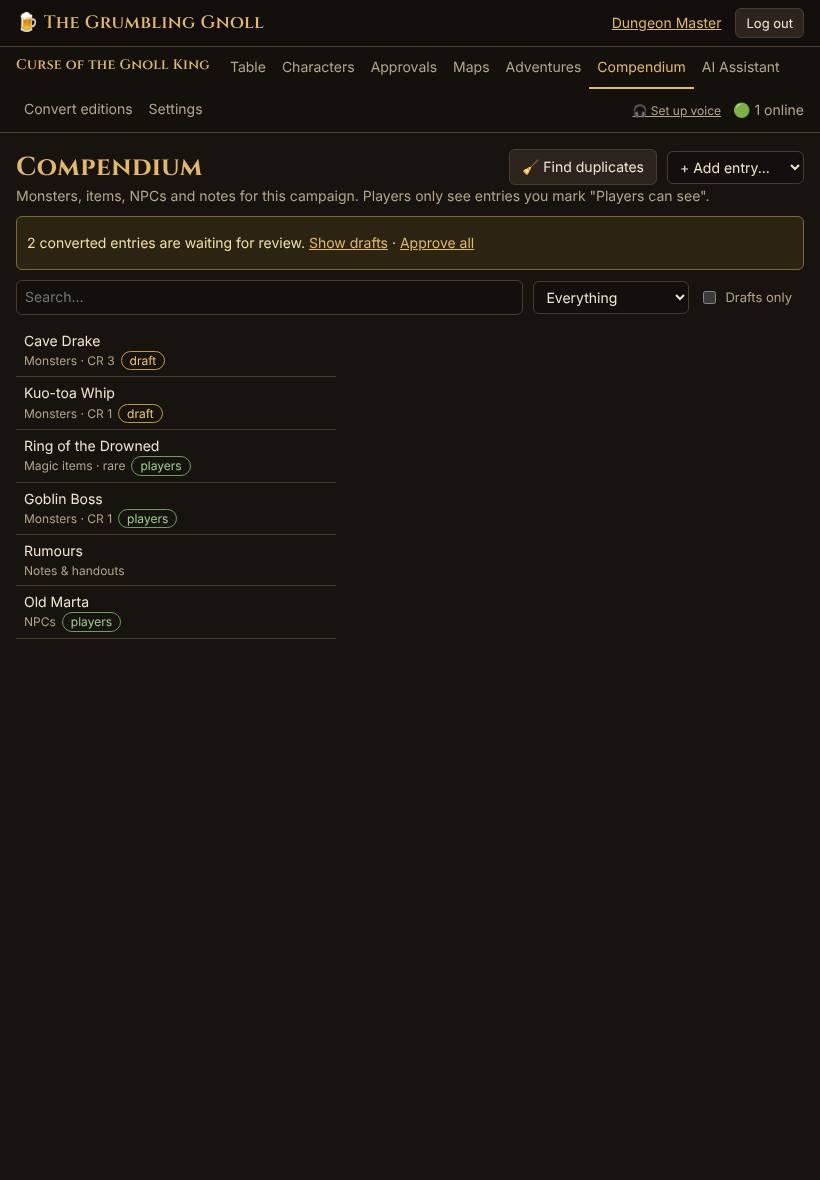 The Grumbling Gnoll
Dungeon Master
Log out
Curse of the Gnoll King
Table Characters Approvals Maps Adventures Compendium AI Assistant
Convert editions Settings
Set up voice
1 online
Compendium
Find duplicates
+ Add entry...
Monsters, items, NPCs and notes for this campaign. Players only see entries you mark "Players can see".
2 converted entries are waiting for review. Show drafts · Approve all
Search...
Everything
Drafts only
Cave Drake
Monsters · CR 3 draft
Kuo-toa Whip
Monsters · CR 1 draft
Ring of the Drowned
Magic items · rare players
Goblin Boss
Monsters · CR 1 players
Rumours
Notes & handouts
Old Marta
NPCs players